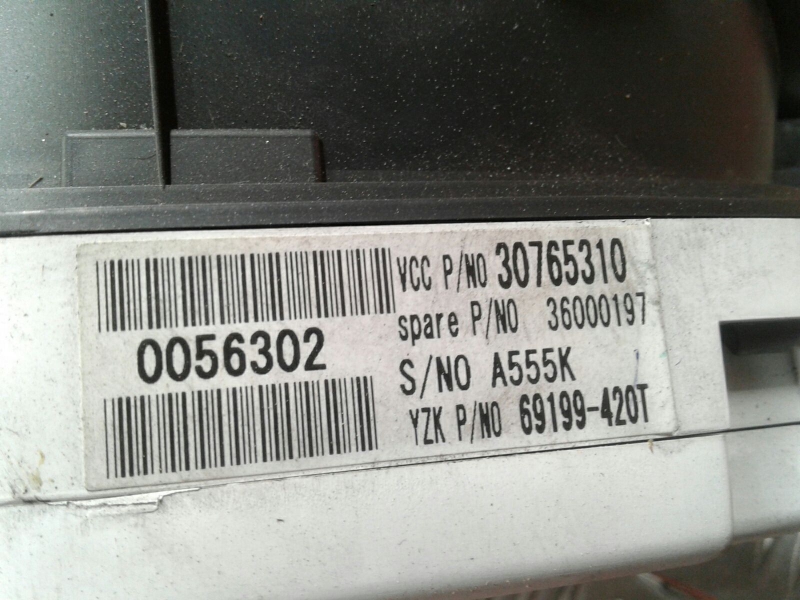 0056302
VCC P/NO 30765310
spare P/NO 36000197
S/NO A555K
YZK P/NO 69199-420T